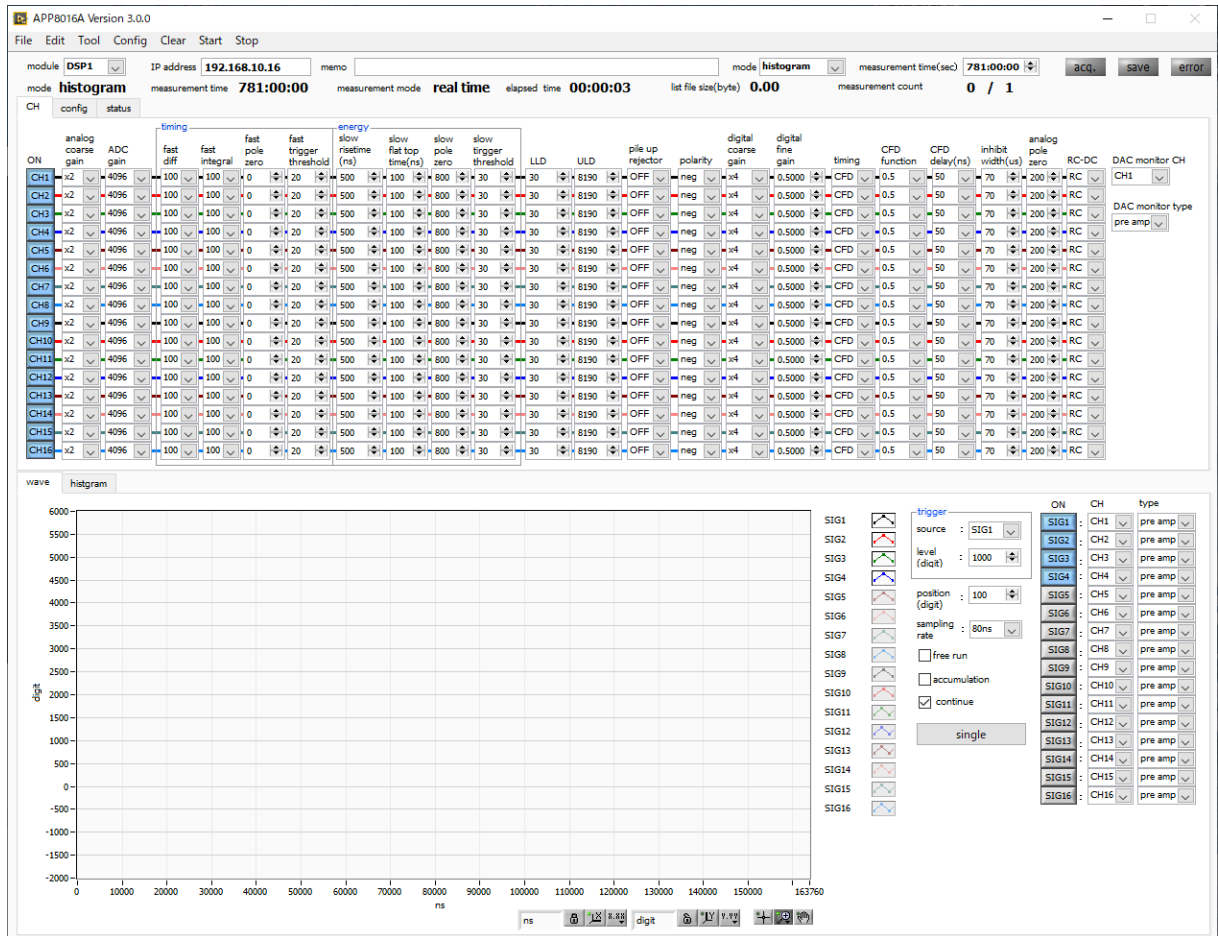 APP8016A Version 3.0.0
File Edit Tool Config Clear Start Stop
module DSP1 IP address 192.168.10.16 memo mode histogram measurement time(sec) 781:00:00 acq. save error
mode histogram measurement time 781:00:00 measurement mode real time elapsed time 00:00:03 list file size(byte) 0.00 measurement count 0 / 1
CH config status
timing energy
analog fast fast slow slow slow slow digital digital analog
coarse ADC fast fast pole trigger risetime flat top pole tirgger pile up coarse fine CFD CFD inhibit pole
ON gain gain diff integral zero threshold (ns) time(ns) zero threshold LLD ULD rejector polarity gain gain timing function delay(ns) width(us) zero RC-DC DAC monitor CH
CH1 x2 4096 100 100 0 20 500 100 800 30 30 8190 OFF neg x4 0.5000 CFD 0.5 50 70 200 RC CH1
CH2 x2 4096 100 100 0 20 500 100 800 30 30 8190 OFF neg x4 0.5000 CFD 0.5 50 70 200 RC
CH3 x2 4096 100 100 0 20 500 100 800 30 30 8190 OFF neg x4 0.5000 CFD 0.5 50 70 200 RC DAC monitor type
CH4 x2 4096 100 100 0 20 500 100 800 30 30 8190 OFF neg x4 0.5000 CFD 0.5 50 70 200 RC pre amp
CH5 x2 4096 100 100 0 20 500 100 800 30 30 8190 OFF neg x4 0.5000 CFD 0.5 50 70 200 RC
CH6 x2 4096 100 100 0 20 500 100 800 30 30 8190 OFF neg x4 0.5000 CFD 0.5 50 70 200 RC
CH7 x2 4096 100 100 0 20 500 100 800 30 30 8190 OFF neg x4 0.5000 CFD 0.5 50 70 200 RC
CH8 x2 4096 100 100 0 20 500 100 800 30 30 8190 OFF neg x4 0.5000 CFD 0.5 50 70 200 RC
CH9 x2 4096 100 100 0 20 500 100 800 30 30 8190 OFF neg x4 0.5000 CFD 0.5 50 70 200 RC
CH10 x2 4096 100 100 0 20 500 100 800 30 30 8190 OFF neg x4 0.5000 CFD 0.5 50 70 200 RC
CH11 x2 4096 100 100 0 20 500 100 800 30 30 8190 OFF neg x4 0.5000 CFD 0.5 50 70 200 RC
CH12 x2 4096 100 100 0 20 500 100 800 30 30 8190 OFF neg x4 0.5000 CFD 0.5 50 70 200 RC
CH13 x2 4096 100 100 0 20 500 100 800 30 30 8190 OFF neg x4 0.5000 CFD 0.5 50 70 200 RC
CH14 x2 4096 100 100 0 20 500 100 800 30 30 8190 OFF neg x4 0.5000 CFD 0.5 50 70 200 RC
CH15 x2 4096 100 100 0 20 500 100 800 30 30 8190 OFF neg x4 0.5000 CFD 0.5 50 70 200 RC
CH16 x2 4096 100 100 0 20 500 100 800 30 30 8190 OFF neg x4 0.5000 CFD 0.5 50 70 200 RC
wave histgram
6000
5500
5000
4500
4000
3500
3000
2500
2000
1500
1000
500
0
-500
-1000
-1500
-2000
digit
0 10000 20000 30000 40000 50000 60000 70000 80000 90000 100000 110000 120000 130000 140000 150000 163760
ns
ns X.XX digit Y.YY
SIG1
SIG2
SIG3
SIG4
SIG5
SIG6
SIG7
SIG8
SIG9
SIG10
SIG11
SIG12
SIG13
SIG14
SIG15
SIG16
trigger
source : SIG1
level
(digit) : 1000
position
(digit) : 100
sampling
rate : 80ns
free run
accumulation
continue
single
ON CH type
SIG1 : CH1 pre amp
SIG2 : CH2 pre amp
SIG3 : CH3 pre amp
SIG4 : CH4 pre amp
SIG5 : CH5 pre amp
SIG6 : CH6 pre amp
SIG7 : CH7 pre amp
SIG8 : CH8 pre amp
SIG9 : CH9 pre amp
SIG10 : CH10 pre amp
SIG11 : CH11 pre amp
SIG12 : CH12 pre amp
SIG13 : CH13 pre amp
SIG14 : CH14 pre amp
SIG15 : CH15 pre amp
SIG16 : CH16 pre amp